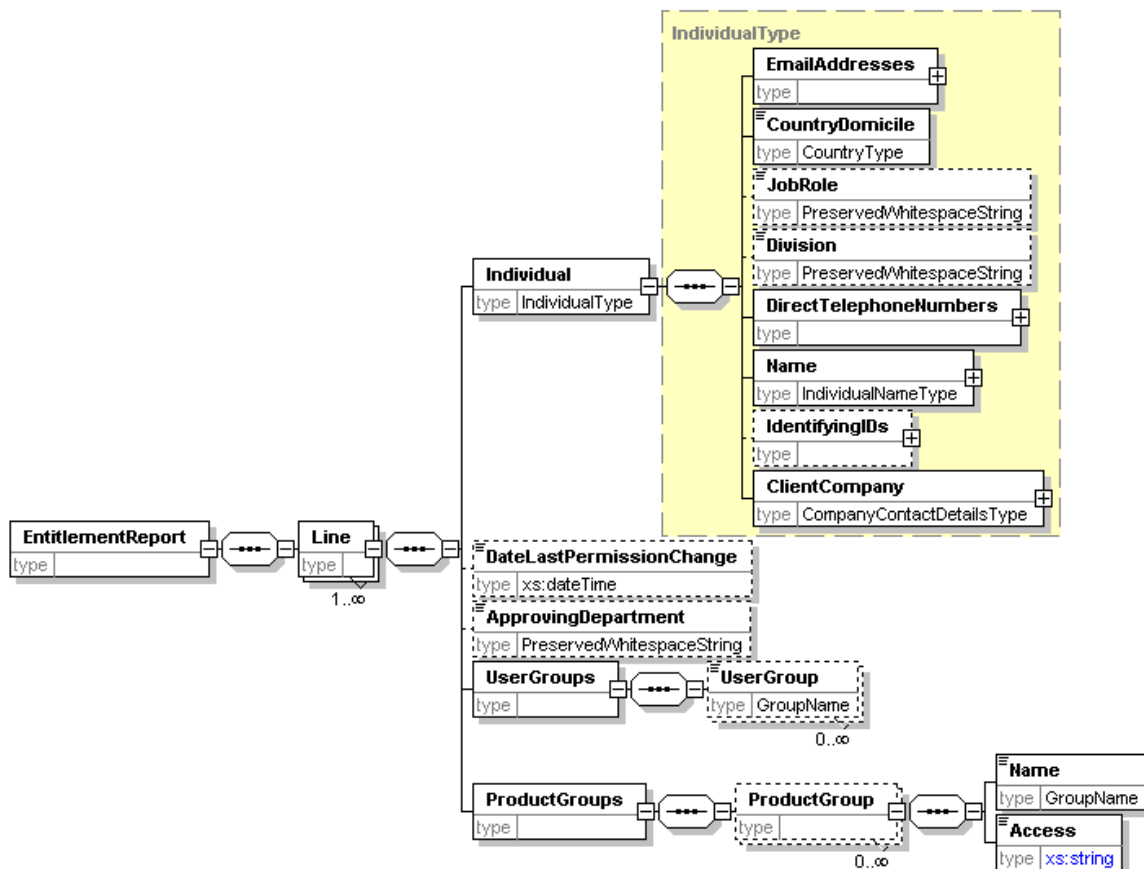 IndividualType
EmailAddresses
type
CountryDomicile
type CountryType
JobRole
type PreservedWhitespaceString
Division
type PreservedWhitespaceString
Individual
type IndividualType
DirectTelephoneNumbers
type
Name
type IndividualNameType
IdentifyingIDs
type
ClientCompany
type CompanyContactDetailsType
EntitlementReport
type
Line
type
1..∞
DateLastPermissionChange
type xs:dateTime
ApprovingDepartment
type PreservedWhitespaceString
UserGroups
type
UserGroup
type GroupName
0..∞
ProductGroups
type
ProductGroup
type
0..∞
Name
type GroupName
Access
type xs:string